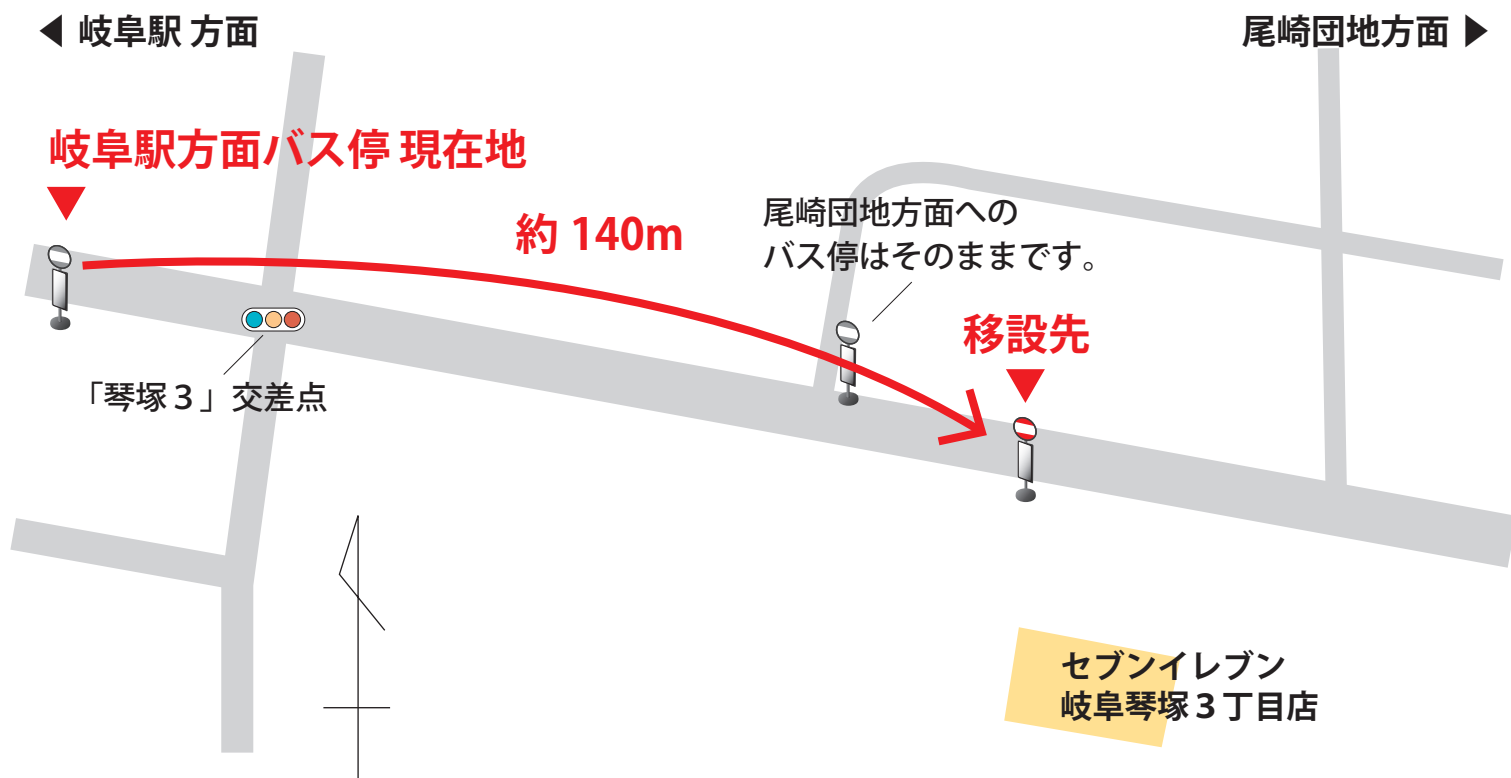 ◀ 岐阜駅 方面
尾崎団地方面 ▶
岐阜駅方面バス停 現在地
約 140m
尾崎団地方面への
バス停はそのままです。
移設先
「琴塚３」交差点
セブンイレブン
岐阜琴塚３丁目店